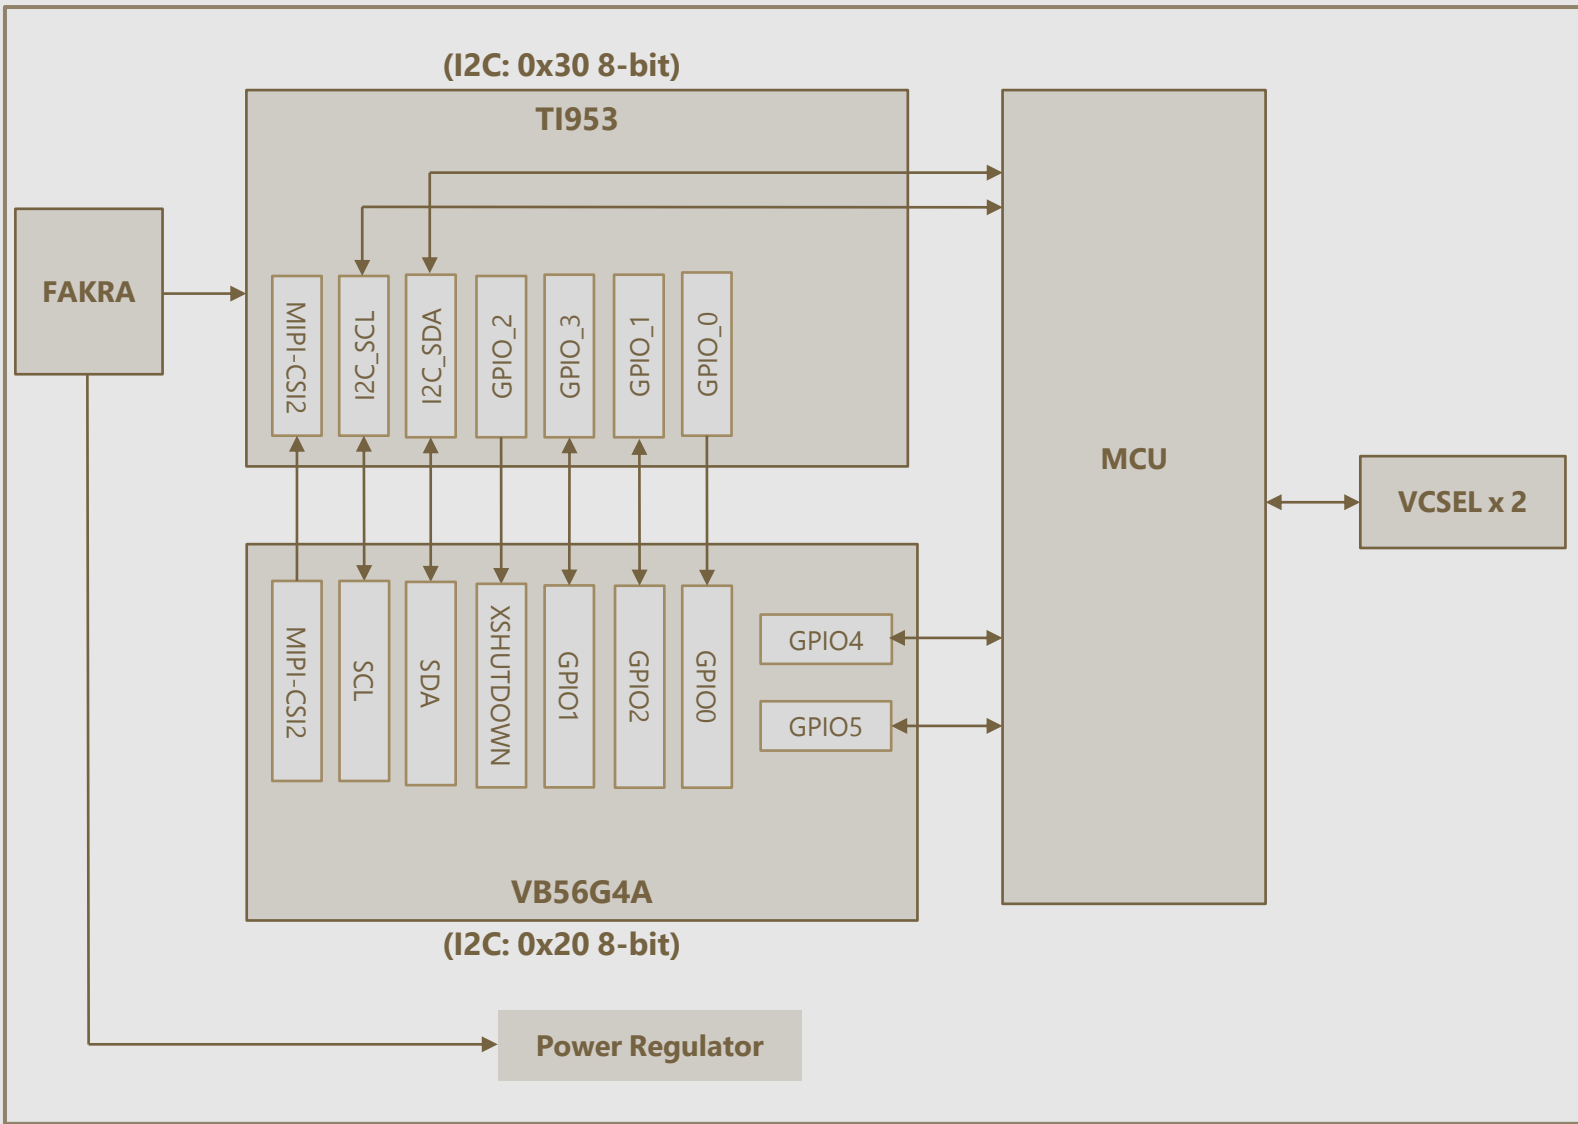 (I2C: 0x30 8-bit)
TI953
FAKRA
MIPI-CSI2
I2C_SCL
I2C_SDA
GPIO_2
GPIO_3
GPIO_1
GPIO_0
MCU
VCSEL x 2
MIPI-CSI2
SCL
SDA
XSHUTDOWN
GPIO1
GPIO2
GPIO0
GPIO4
GPIO5
VB56G4A
(I2C: 0x20 8-bit)
Power Regulator